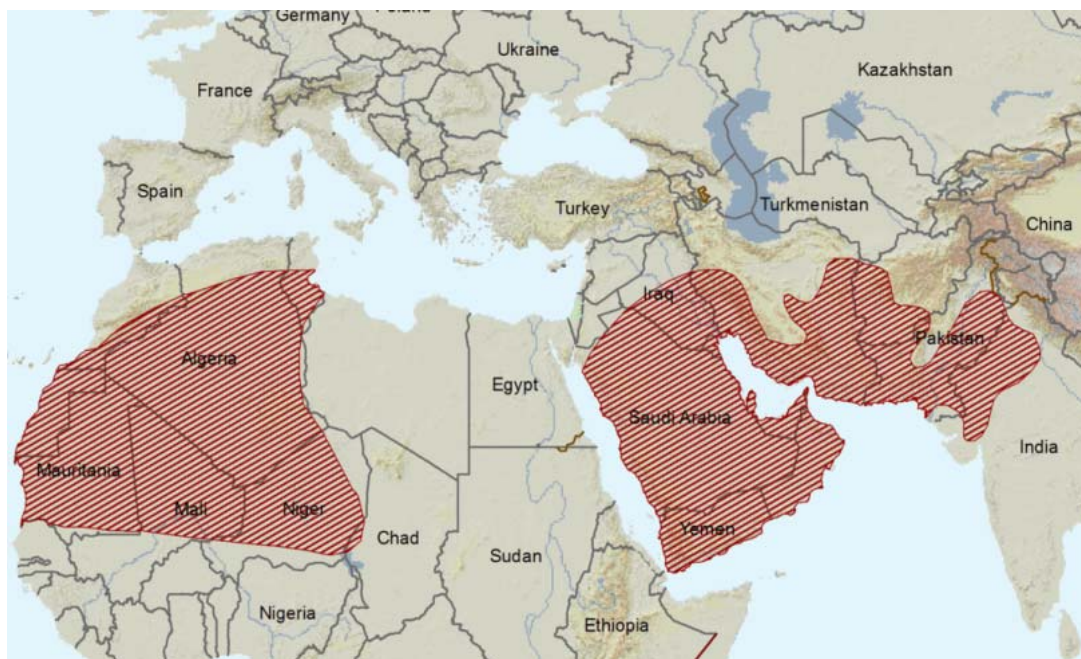 Germany
Poland
Ukraine
Kazakhstan
France
Spain
Turkey
Turkmenistan
China
Iraq
Algeria
Pakistan
Egypt
Saudi Arabia
India
Mauritania
Mali
Niger
Chad
Yemen
Sudan
Nigeria
Ethiopia